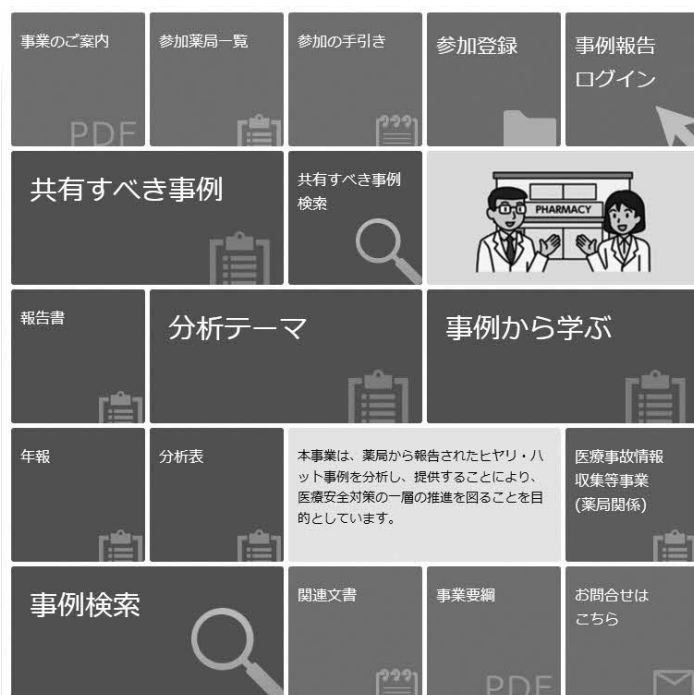 事業のご案内
PDF
参加薬局一覧
参加の手引き
参加登録
事例報告
ログイン
共有すべき事例
共有すべき事例
検索
PHARMACY
報告書
分析テーマ
事例から学ぶ
年報
分析表
本事業は、薬局から報告されたヒヤリ・ハ
ット事例を分析し、提供することにより、
医療安全対策の一層の推進を図ることを目
的としています。
医療事故情報
収集等事業
(薬局関係)
事例検索
関連文書
事業要綱
PDF
お問合せは
こちら